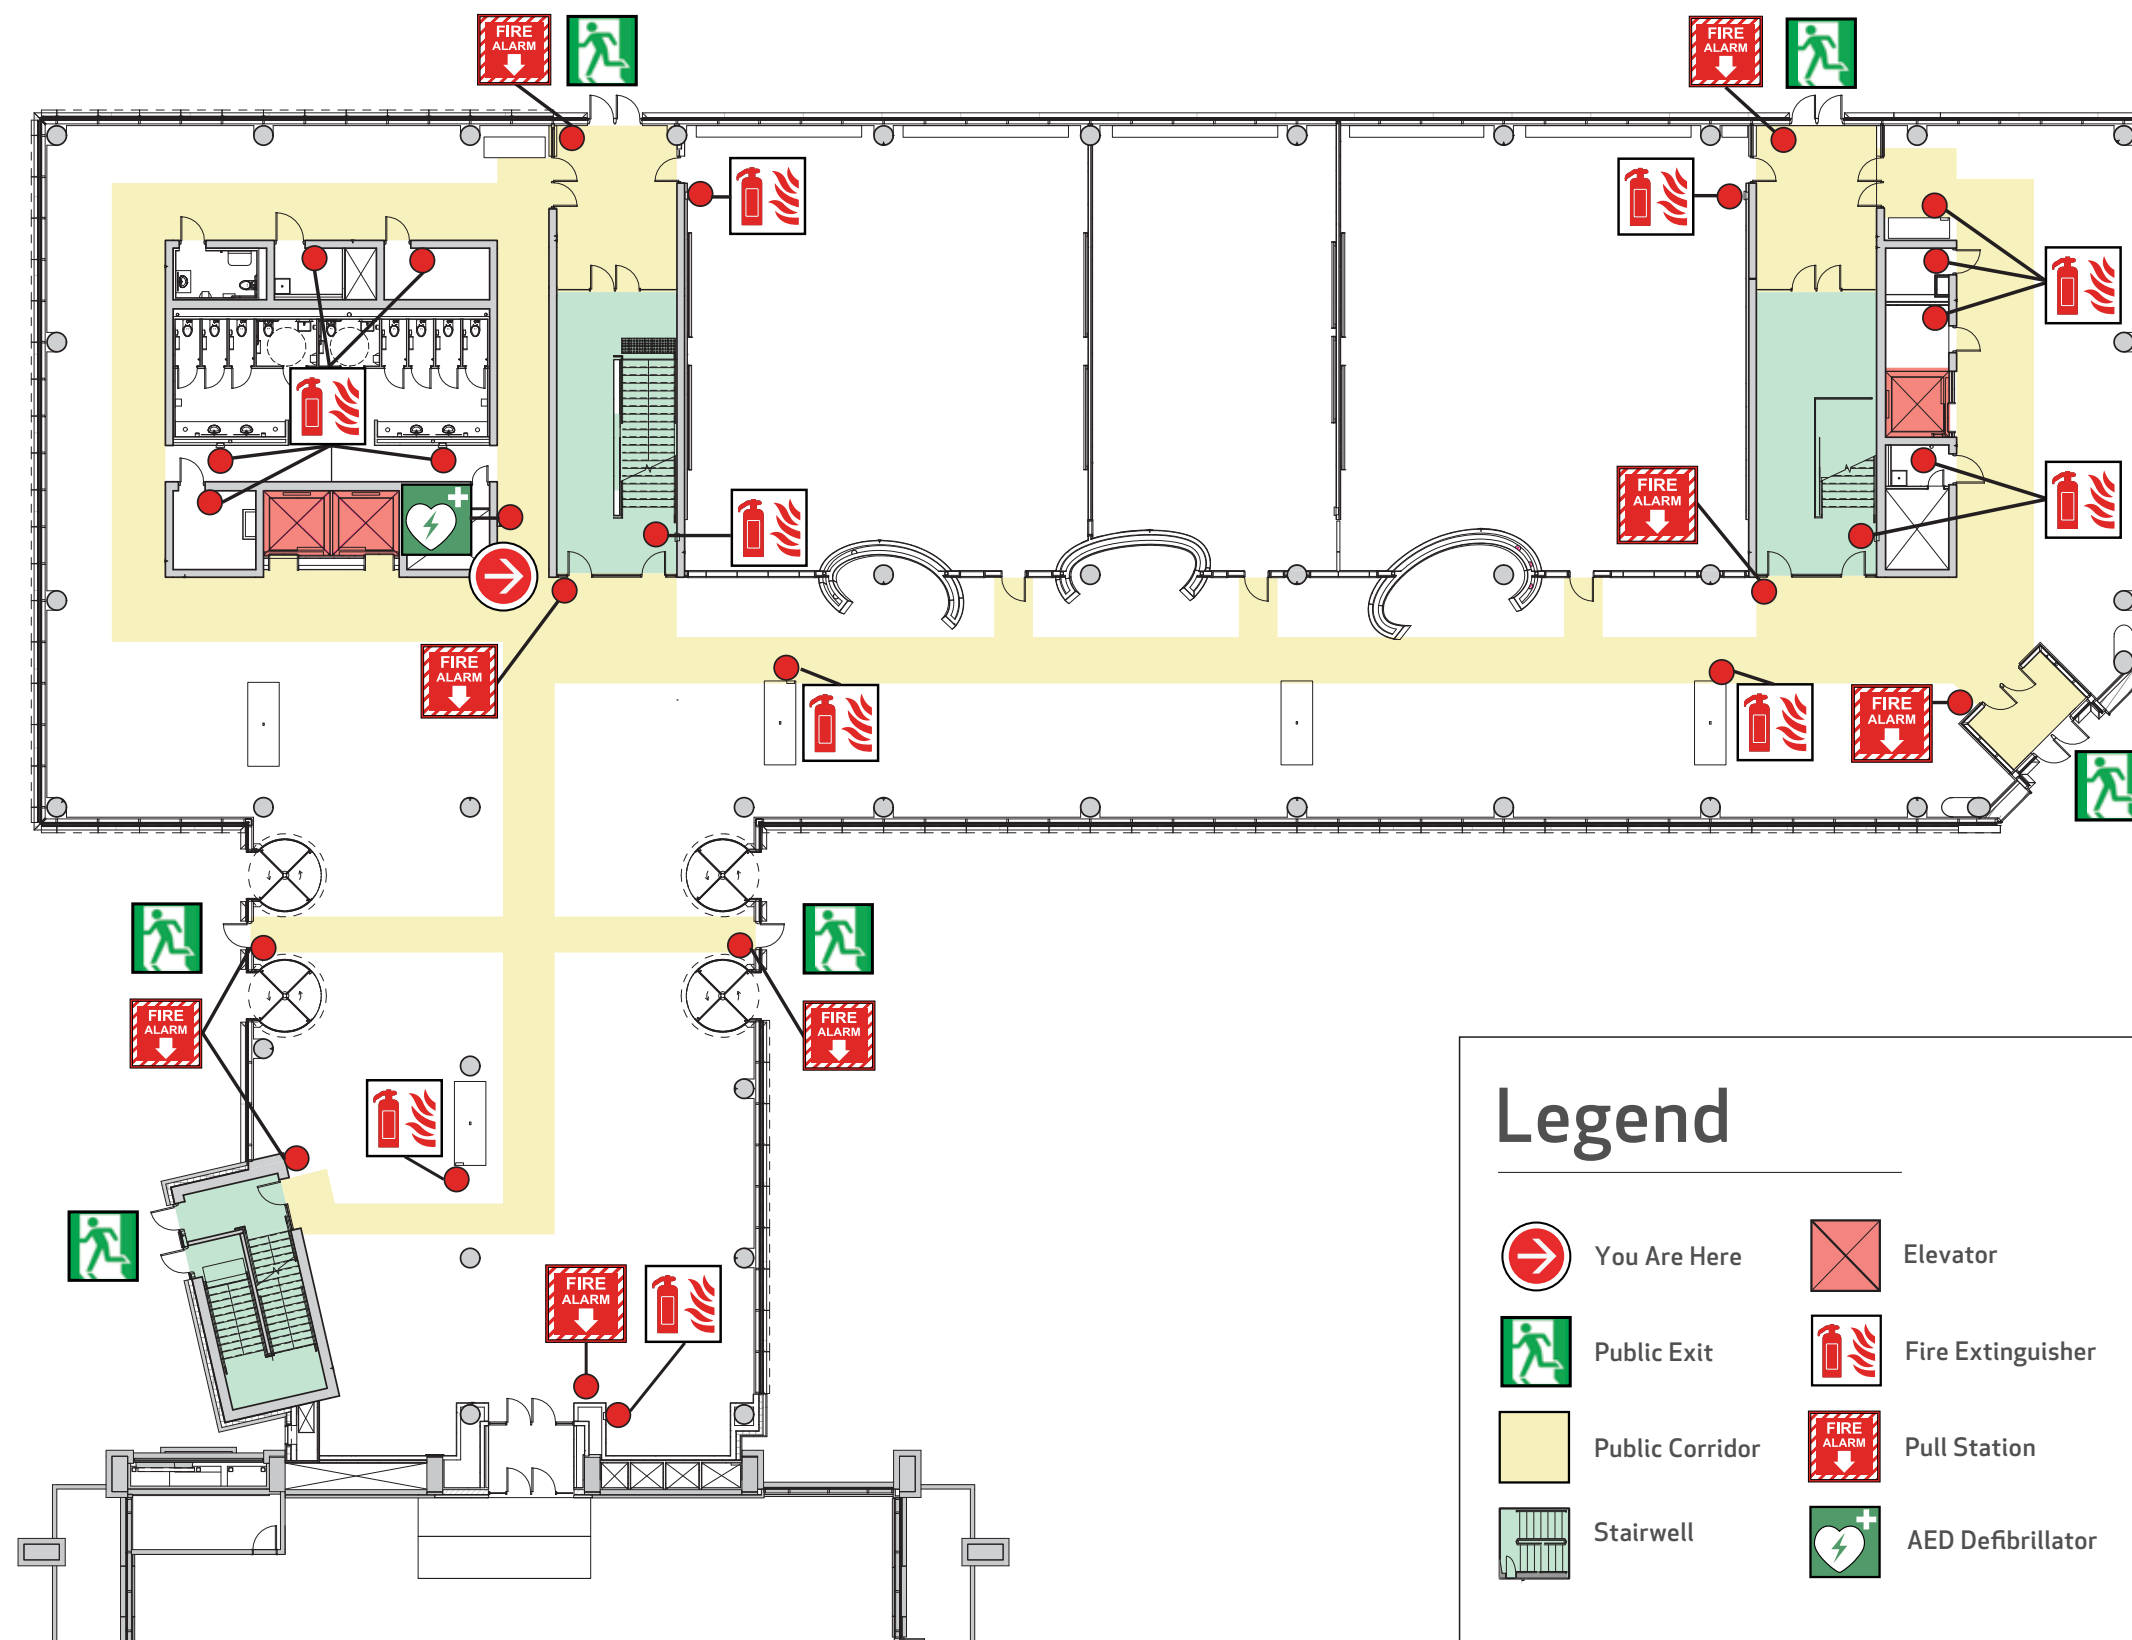 FIRE
ALARM
FIRE
ALARM
FIRE
ALARM
FIRE
ALARM
FIRE
ALARM
FIRE
ALARM
FIRE
ALARM
FIRE
ALARM
Legend
You Are Here
Elevator
Public Exit
Fire Extinguisher
Public Corridor
FIRE
ALARM
Pull Station
Stairwell
AED Defibrillator